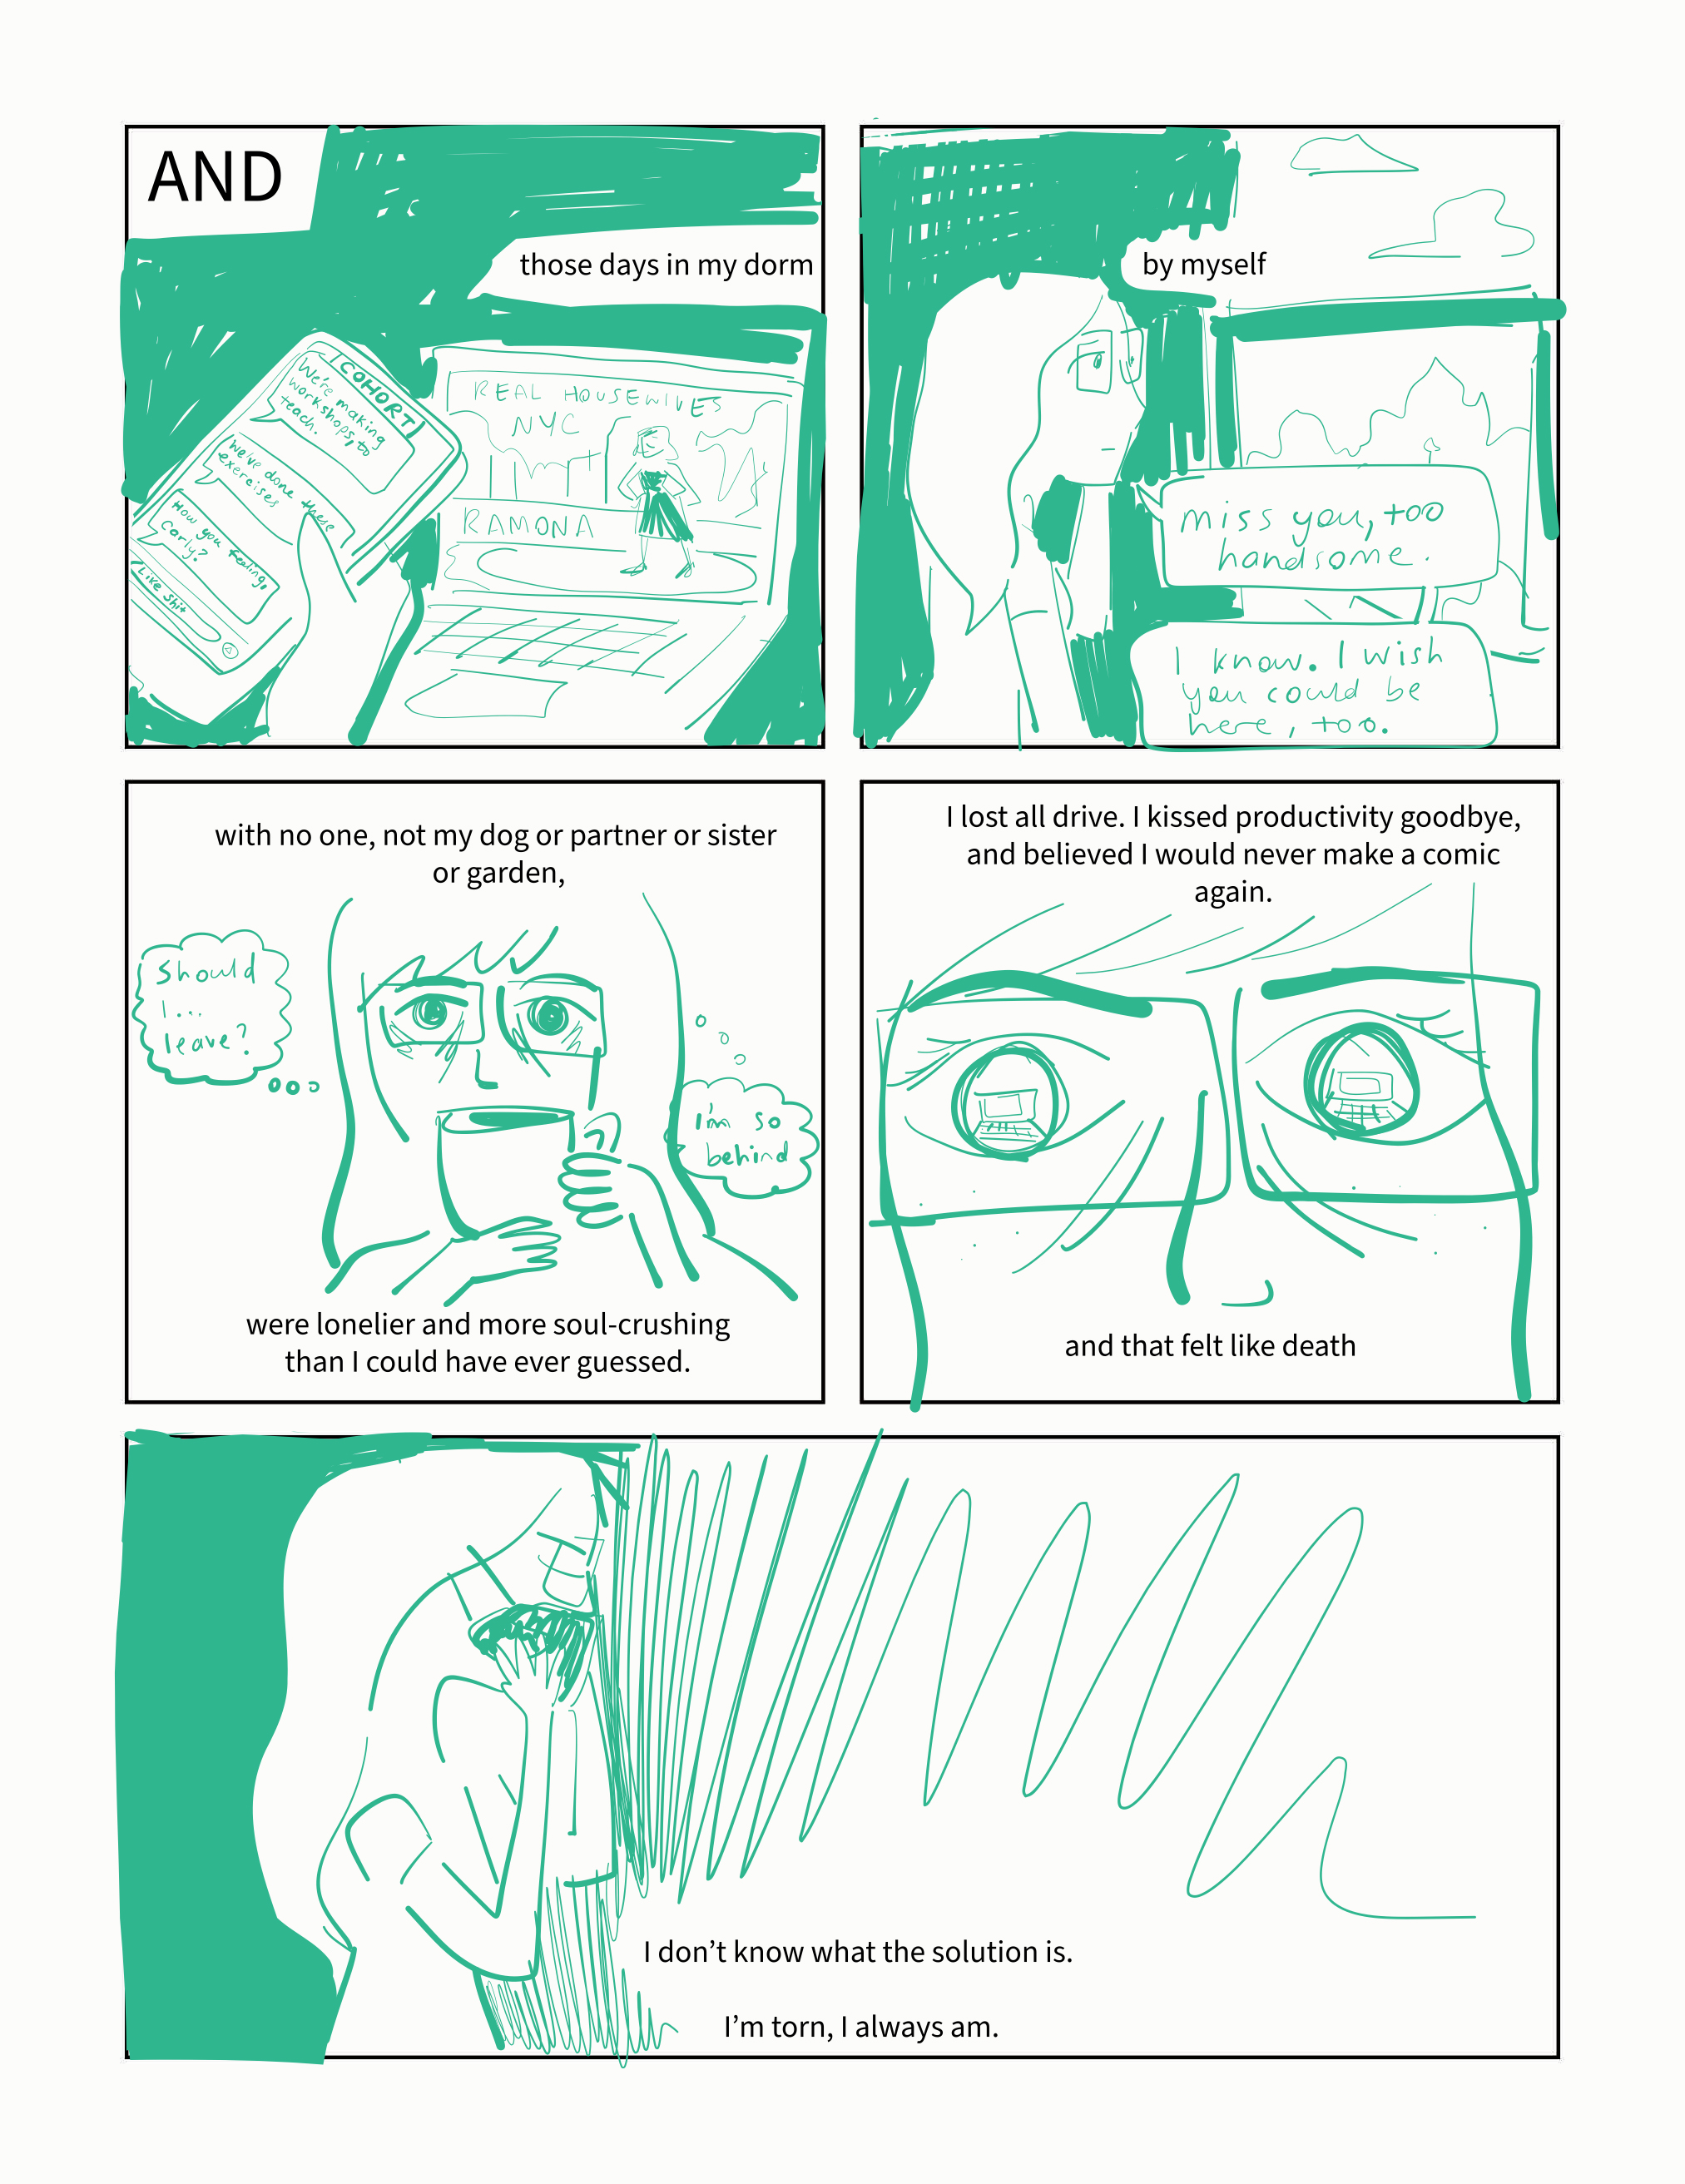 AND
those days in my dorm
COHORT
We're making
workshops, to
teach.
We've done these
exercises
How you feeling,
Carly?
Like shit
REAL HOUSEWIVES
NYC
RAMONA
by myself
miss you, too
handsome.
I know. I wish
you could be
here, too.
with no one, not my dog or partner or sister
or garden,
Should
I...
leave?
I'm so
behind
were lonelier and more soul-crushing
than I could have ever guessed.
I lost all drive. I kissed productivity goodbye,
and believed I would never make a comic
again.
and that felt like death
I don’t know what the solution is.
I’m torn, I always am.